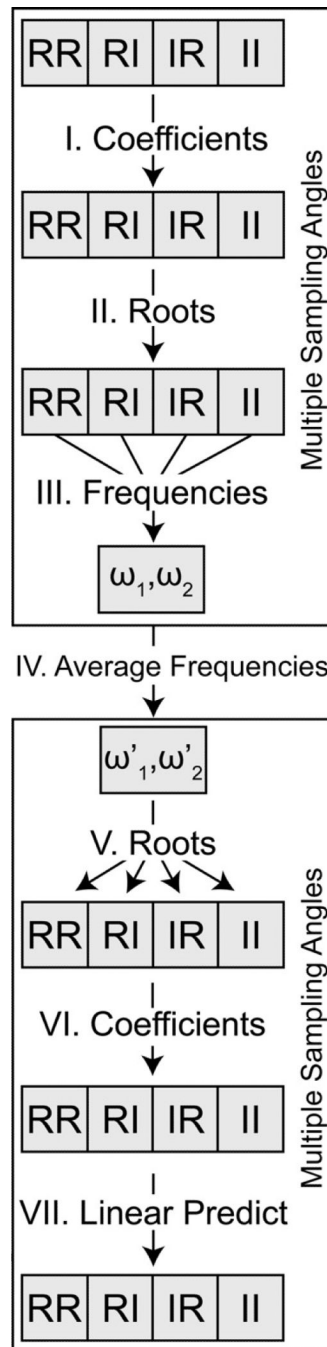 RR RI IR II
I. Coefficients
RR RI IR II
II. Roots
RR RI IR II
III. Frequencies
ω₁,ω₂
Multiple Sampling Angles
IV. Average Frequencies
ω'₁,ω'₂
V. Roots
RR RI IR II
VI. Coefficients
RR RI IR II
VII. Linear Predict
RR RI IR II
Multiple Sampling Angles